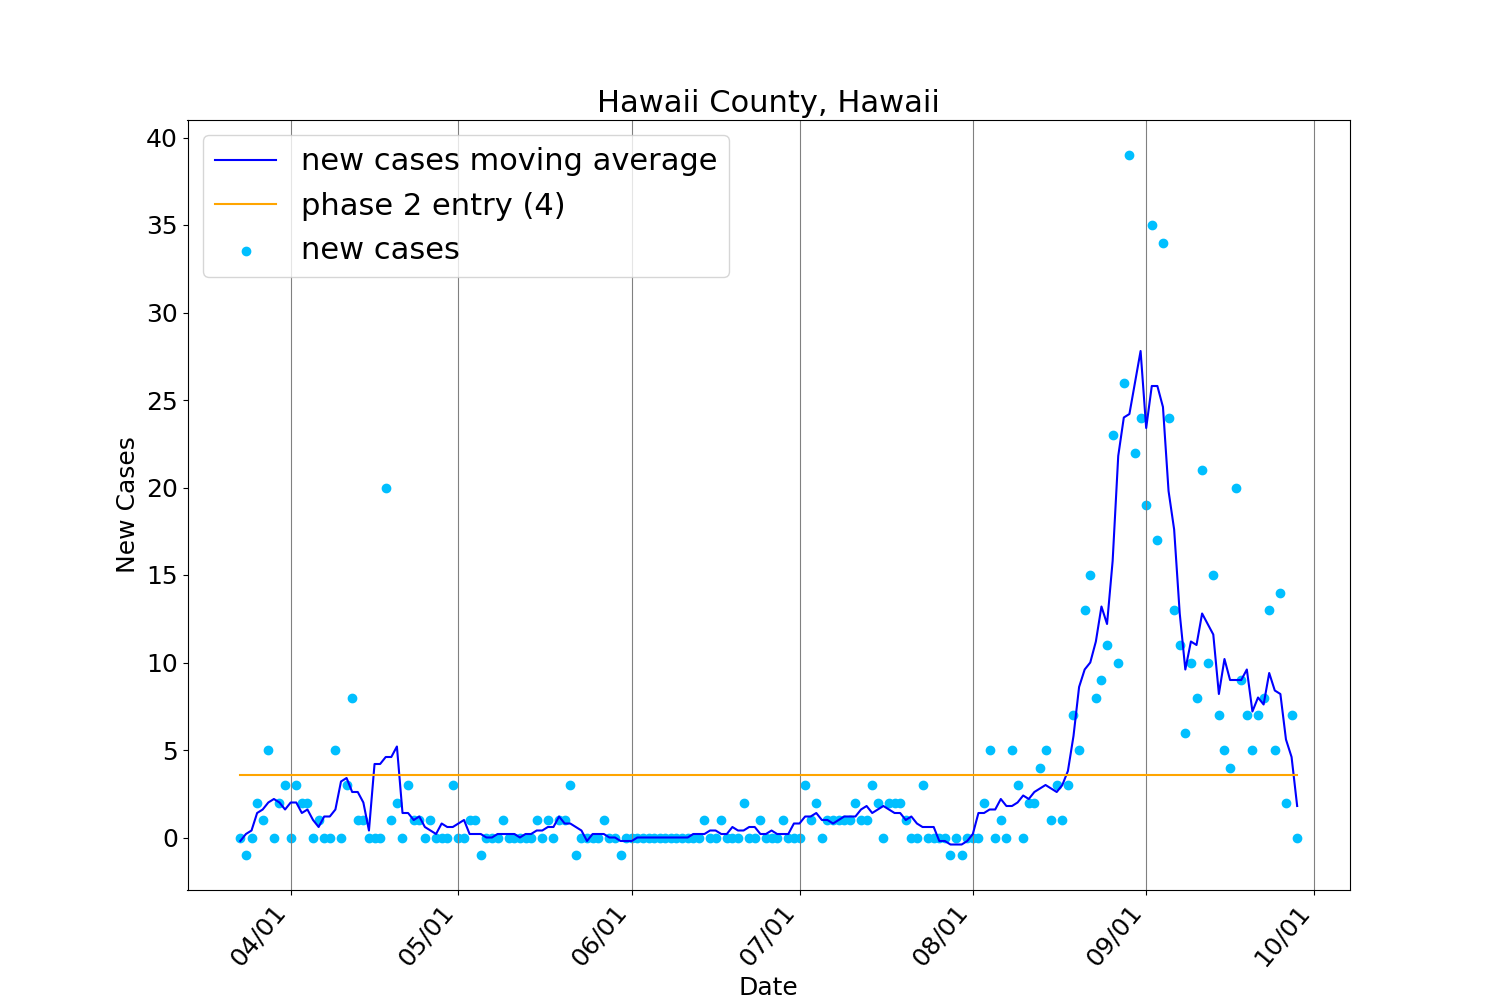 Hawaii County, Hawaii
new cases moving average
phase 2 entry (4)
new cases
New Cases
40
35
30
25
20
15
10
5
0
04/01
05/01
06/01
07/01
08/01
09/01
10/01
Date